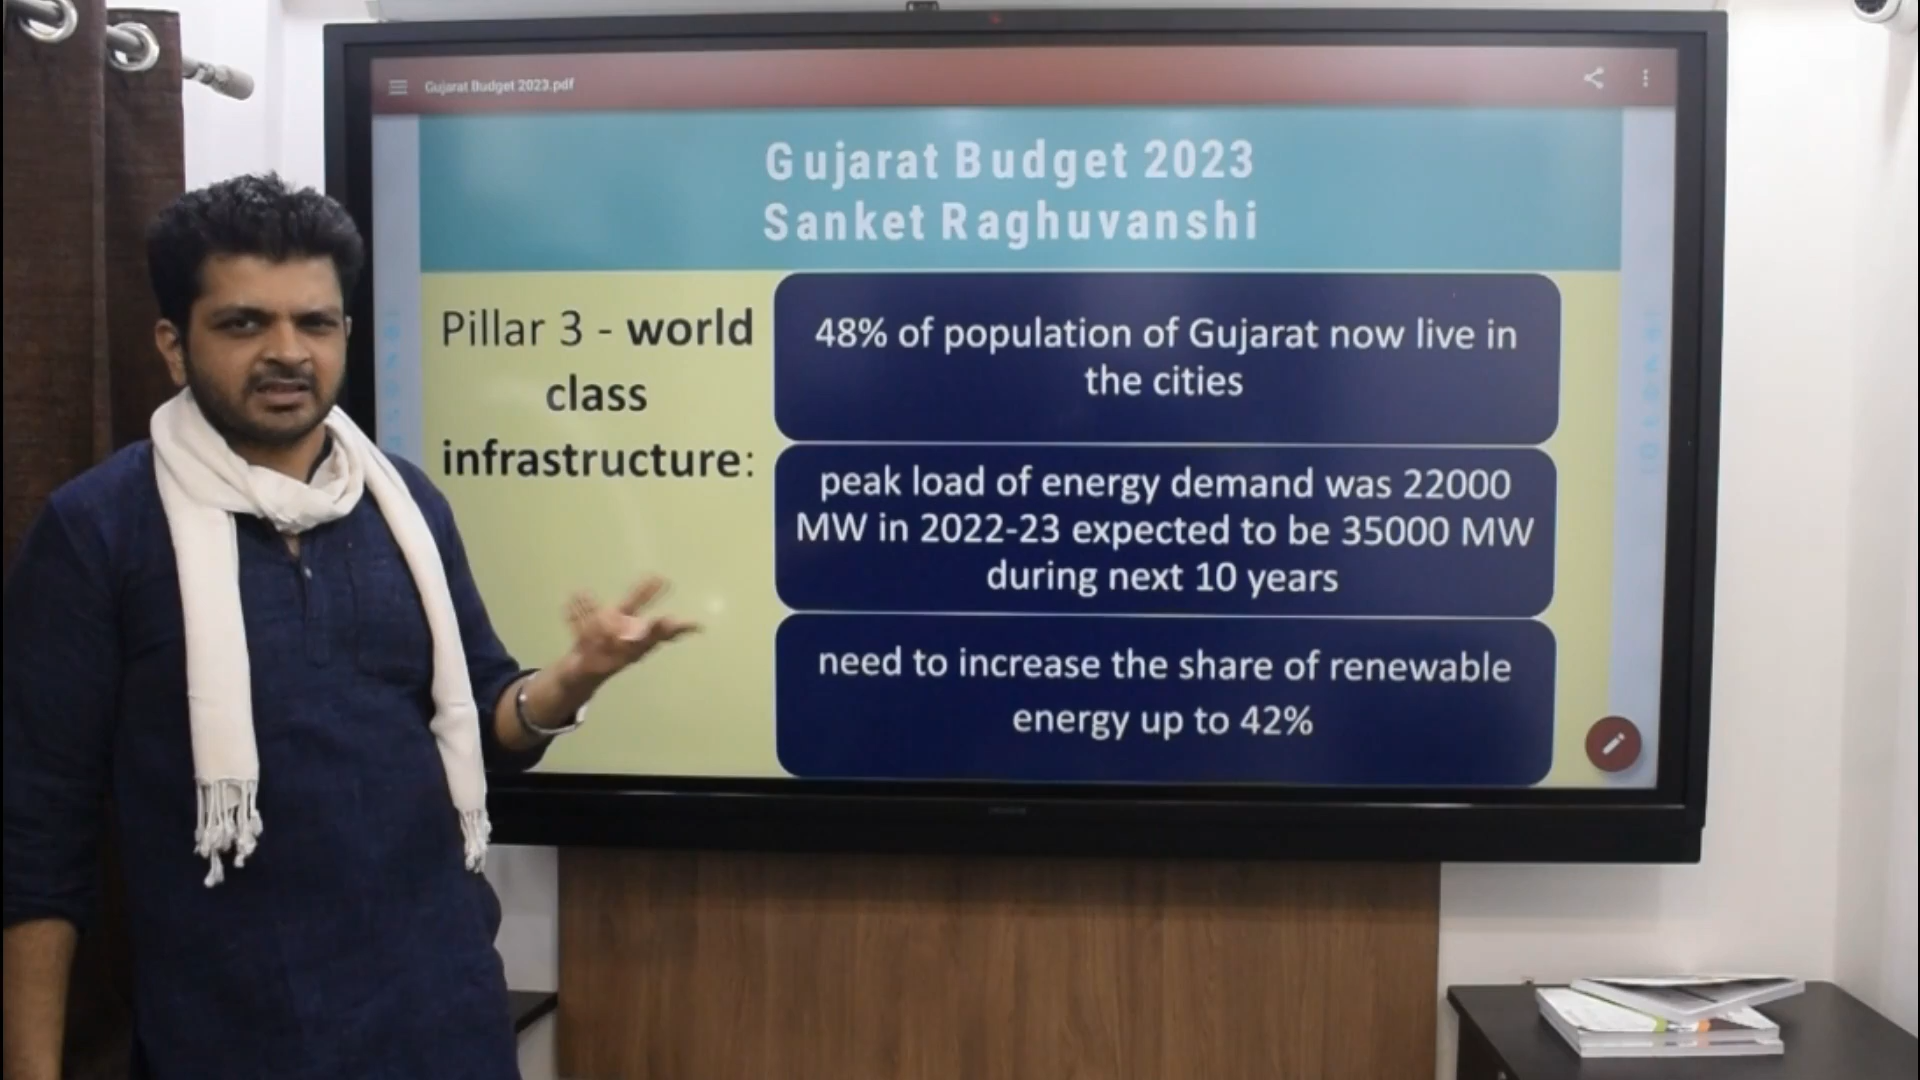 Gujarat Budget 2023.pdf
Gujarat Budget 2023
Sanket Raghuvanshi
Pillar 3 - world
class
infrastructure:
48% of population of Gujarat now live in
the cities
peak load of energy demand was 22000
MW in 2022-23 expected to be 35000 MW
during next 10 years
need to increase the share of renewable
energy up to 42%